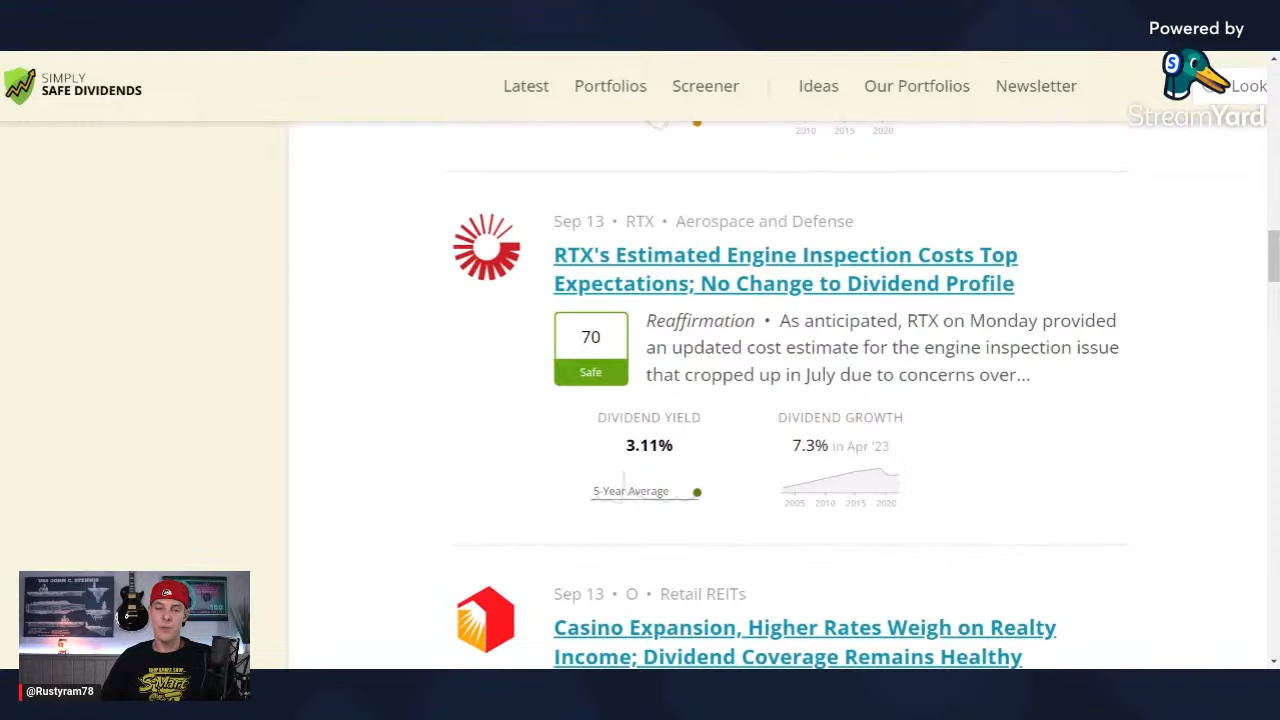 Powered by
StreamYard
SIMPLY
SAFE DIVIDENDS
Latest
Portfolios
Screener
Ideas
Our Portfolios
Newsletter
Look
2010 2015 2020
Sep 13 • RTX • Aerospace and Defense
RTX's Estimated Engine Inspection Costs Top
Expectations; No Change to Dividend Profile
70
Safe
Reaffirmation • As anticipated, RTX on Monday provided
an updated cost estimate for the engine inspection issue
that cropped up in July due to concerns over...
DIVIDEND YIELD
3.11%
5-Year Average
DIVIDEND GROWTH
7.3% in Apr '23
2005 2010 2015 2020
Sep 13 • O • Retail REITs
Casino Expansion, Higher Rates Weigh on Realty
Income; Dividend Coverage Remains Healthy
USS JOHN C. STENNIS
S-MART
@Rustyram78